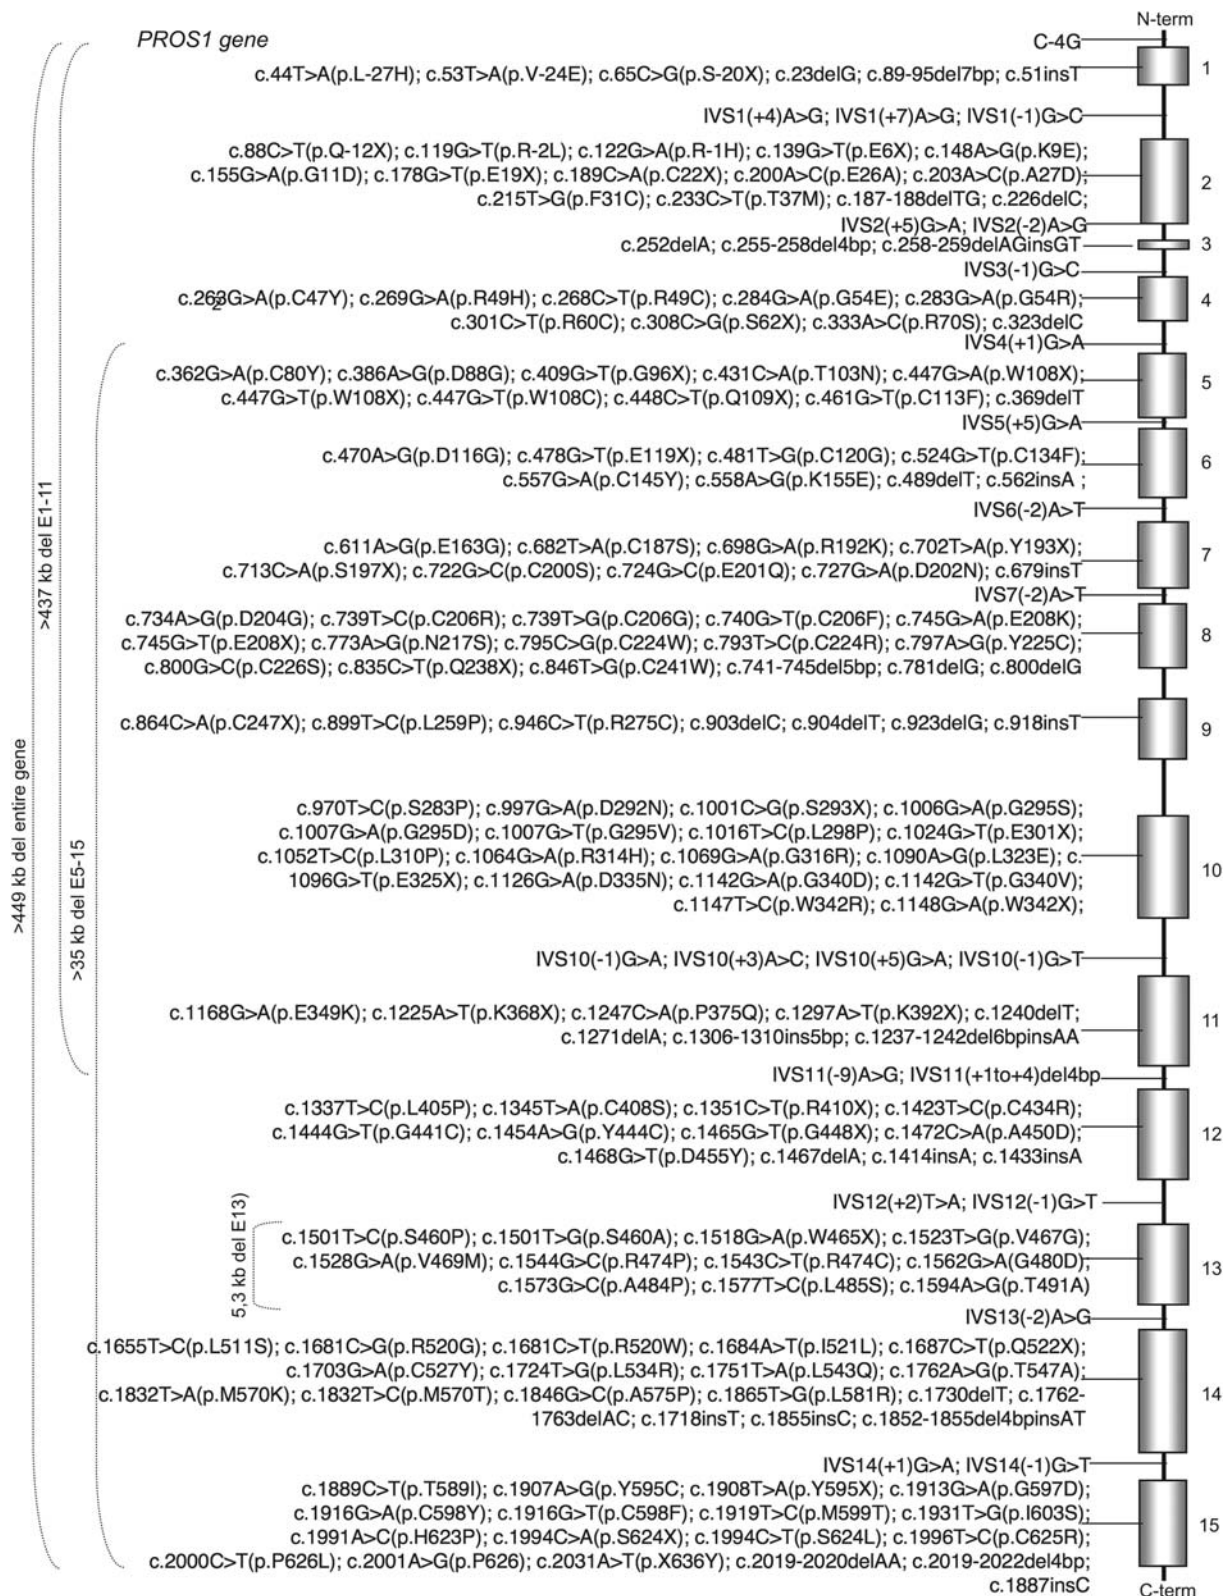 N-term
PROS1 gene
C-4G
c.44T>A(p.L-27H); c.53T>A(p.V-24E); c.65C>G(p.S-20X); c.23delG; c.89-95del7bp; c.51insT
1
IVS1(+4)A>G; IVS1(+7)A>G; IVS1(-1)G>C
c.88C>T(p.Q-12X); c.119G>T(p.R-2L); c.122G>A(p.R-1H); c.139G>T(p.E6X); c.148A>G(p.K9E);
c.155G>A(p.G11D); c.178G>T(p.E19X); c.189C>A(p.C22X); c.200A>C(p.E26A); c.203A>C(p.A27D);
2
c.215T>G(p.F31C); c.233C>T(p.T37M); c.187-188delTG; c.226delC;
IVS2(+5)G>A; IVS2(-2)A>G
c.252delA; c.255-258del4bp; c.258-259delAGinsGT
3
IVS3(-1)G>C
G>A(p.C47Y); c.269G>A(p.R49H); c.268C>T(p.R49C); c.284G>A(p.G54E); c.283G>A(p.G54R);
4
c.301C>T(p.R60C); c.308C>G(p.S62X); c.333A>C(p.R70S); c.323delC
IVS4(+1)G>A
c.362G>A(p.C80Y); c.386A>G(p.D88G); c.409G>T(p.G96X); c.431C>A(p.T103N); c.447G>A(p.W108X);
5
c.447G>T(p.W108X); c.447G>T(p.W108C); c.448C>T(p.Q109X); c.461G>T(p.C113F); c.369delT
IVS5(+5)G>A
c.470A>G(p.D116G); c.478G>T(p.E119X); c.481T>G(p.C120G); c.524G>T(p.C134F);
6
c.557G>A(p.C145Y); c.558A>G(p.K155E); c.489delT; c.562insA ;
IVS6(-2)A>T
c.611A>G(p.E163G); c.682T>A(p.C187S); c.698G>A(p.R192K); c.702T>A(p.Y193X);
7
c.713C>A(p.S197X); c.722G>C(p.C200S); c.724G>C(p.E201Q); c.727G>A(p.D202N); c.679insT
IVS7(-2)A>T
c.734A>G(p.D204G); c.739T>C(p.C206R); c.739T>G(p.C206G); c.740G>T(p.C206F); c.745G>A(p.E208K);
c.745G>T(p.E208X); c.773A>G(p.N217S); c.795C>G(p.C224W); c.793T>C(p.C224R); c.797A>G(p.Y225C);
8
c.800G>C(p.C226S); c.835C>T(p.Q238X); c.846T>G(p.C241W); c.741-745del5bp; c.781delG; c.800delG
c.864C>A(p.C247X); c.899T>C(p.L259P); c.946C>T(p.R275C); c.903delC; c.904delT; c.923delG; c.918insT
9
c.970T>C(p.S283P); c.997G>A(p.D292N); c.1001C>G(p.S293X); c.1006G>A(p.G295S);
c.1007G>A(p.G295D); c.1007G>T(p.G295V); c.1016T>C(p.L298P); c.1024G>T(p.E301X);
c.1052T>C(p.L310P); c.1064G>A(p.R314H); c.1069G>A(p.G316R); c.1090A>G(p.L323E); c.
10
1096G>T(p.E325X); c.1126G>A(p.D335N); c.1142G>A(p.G340D); c.1142G>T(p.G340V);
c.1147T>C(p.W342R); c.1148G>A(p.W342X);
IVS10(-1)G>A; IVS10(+3)A>C; IVS10(+5)G>A; IVS10(-1)G>T
c.1168G>A(p.E349K); c.1225A>T(p.K368X); c.1247C>A(p.P375Q); c.1297A>T(p.K392X); c.1240delT;
11
c.1271delA; c.1306-1310ins5bp; c.1237-1242del6bpinsAA
IVS11(-9)A>G; IVS11(+1to+4)del4bp
c.1337T>C(p.L405P); c.1345T>A(p.C408S); c.1351C>T(p.R410X); c.1423T>C(p.C434R);
c.1444G>T(p.G441C); c.1454A>G(p.Y444C); c.1465G>T(p.G448X); c.1472C>A(p.A450D);
12
c.1468G>T(p.D455Y); c.1467delA; c.1414insA; c.1433insA
IVS12(+2)T>A; IVS12(-1)G>T
c.1501T>C(p.S460P); c.1501T>G(p.S460A); c.1518G>A(p.W465X); c.1523T>G(p.V467G);
c.1528G>A(p.V469M); c.1544G>C(p.R474P); c.1543C>T(p.R474C); c.1562G>A(G480D);
13
c.1573G>C(p.A484P); c.1577T>C(p.L485S); c.1594A>G(p.T491A)
IVS13(-2)A>G
c.1655T>C(p.L511S); c.1681C>G(p.R520G); c.1681C>T(p.R520W); c.1684A>T(p.I521L); c.1687C>T(p.Q522X);
c.1703G>A(p.C527Y); c.1724T>G(p.L534R); c.1751T>A(p.L543Q); c.1762A>G(p.T547A);
c.1832T>A(p.M570K); c.1832T>C(p.M570T); c.1846G>C(p.A575P); c.1865T>G(p.L581R); c.1730delT; c.1762-
14
1763delAC; c.1718insT; c.1855insC; c.1852-1855del4bpinsAT
IVS14(+1)G>A; IVS14(-1)G>T
c.1889C>T(p.T589I); c.1907A>G(p.Y595C; c.1908T>A(p.Y595X); c.1913G>A(p.G597D);
c.1916G>A(p.C598Y); c.1916G>T(p.C598F); c.1919T>C(p.M599T); c.1931T>G(p.I603S);
15
c.1991A>C(p.H623P); c.1994C>A(p.S624X); c.1994C>T(p.S624L); c.1996T>C(p.C625R);
c.2000C>T(p.P626L); c.2001A>G(p.P626); c.2031A>T(p.X636Y); c.2019-2020delAA; c.2019-2022del4bp;
c.1887insC
C-term
>449 kb del entire gene
>437 kb del E1-11
>35 kb del E5-15
5,3 kb del E13)